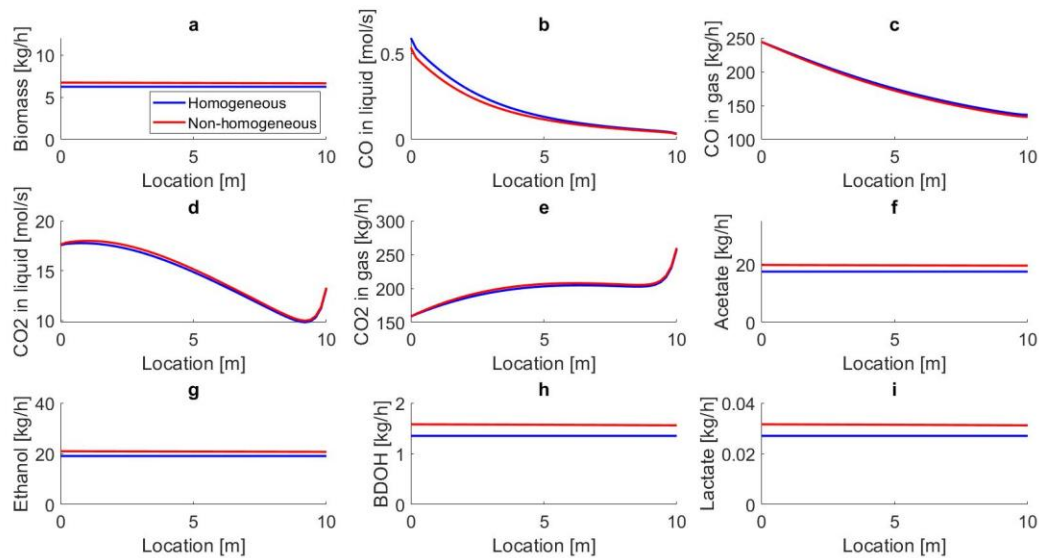 a
Biomass [kg/h]
10
5
0
Homogeneous
Non-homogeneous
0 5 10
Location [m]
b
CO in liquid [mol/s]
0.5
0
0 5 10
Location [m]
c
CO in gas [kg/h]
250
200
150
100
0 5 10
Location [m]
d
CO2 in liquid [mol/s]
20
15
10
0 5 10
Location [m]
e
CO2 in gas [kg/h]
300
250
200
150
0 5 10
Location [m]
f
Acetate [kg/h]
20
0
0 5 10
Location [m]
g
Ethanol [kg/h]
40
20
0
0 5 10
Location [m]
h
BDOH [kg/h]
2
1
0
0 5 10
Location [m]
i
Lactate [kg/h]
0.04
0.02
0
0 5 10
Location [m]